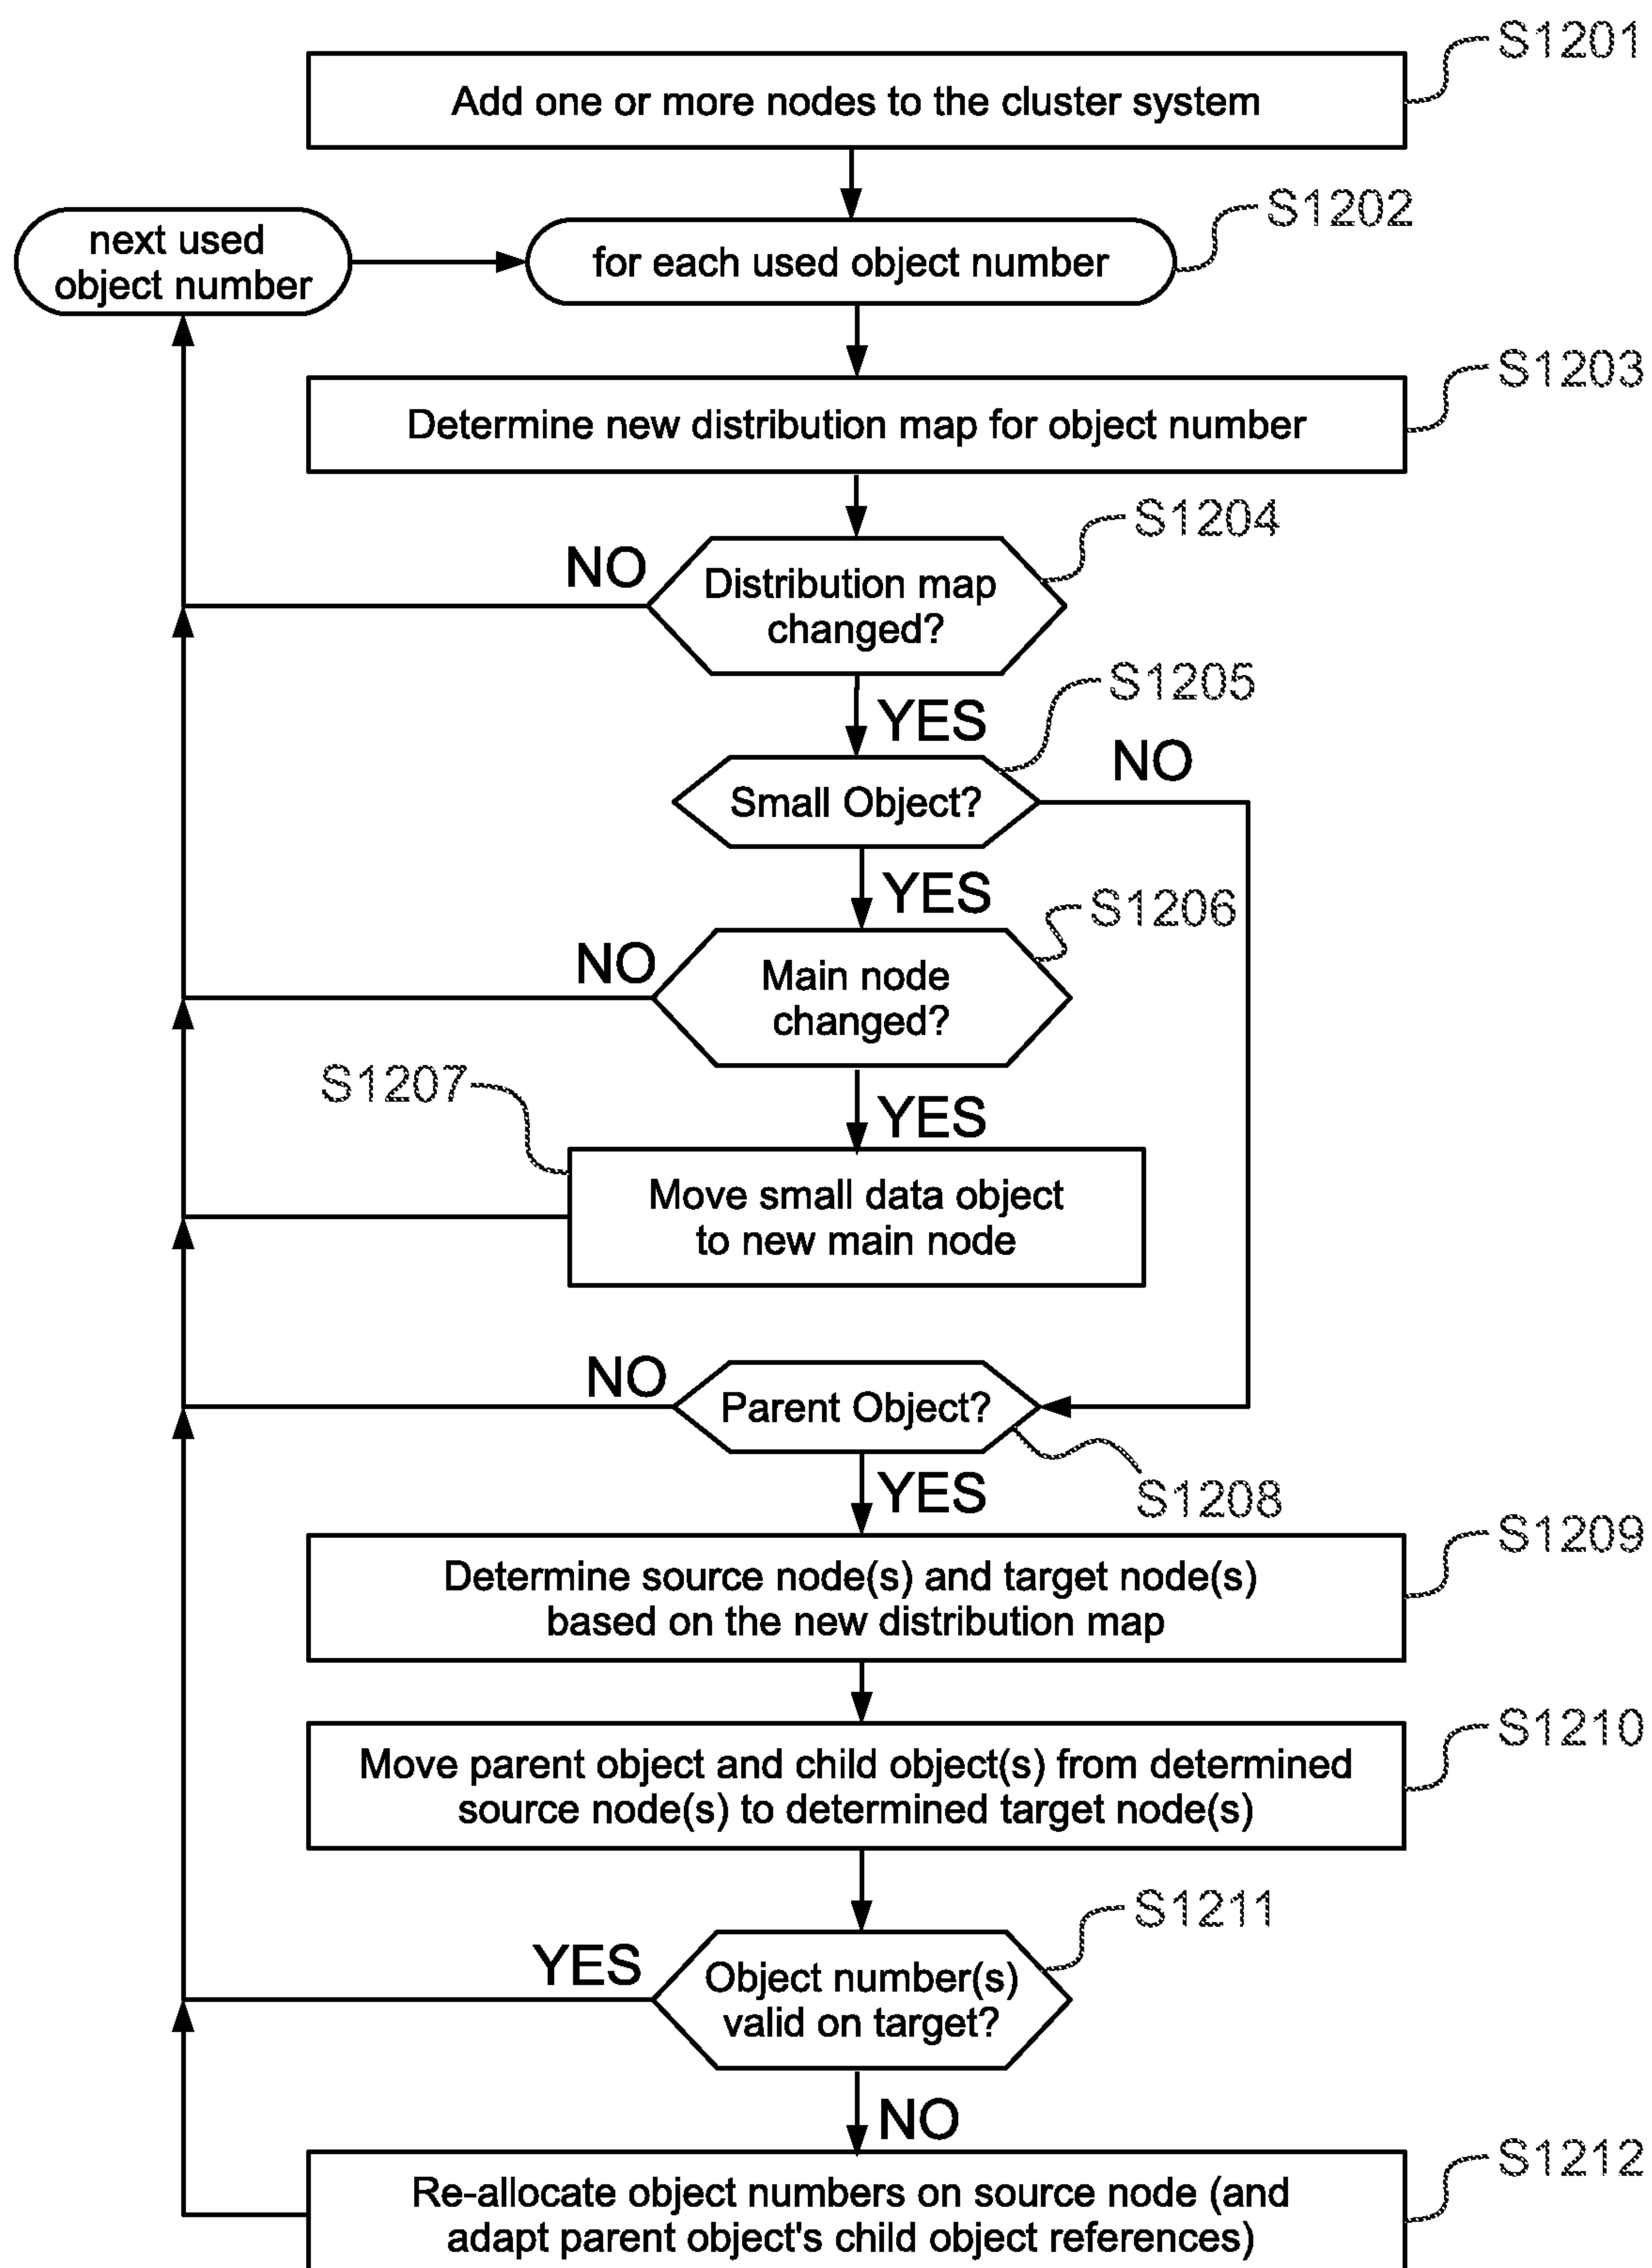 S1201
Add one or more nodes to the cluster system
S1202
next used
object number
for each used object number
S1203
Determine new distribution map for object number
S1204
NO
Distribution map
changed?
S1205
YES
NO
Small Object?
YES
S1206
NO
Main node
changed?
S1207
YES
Move small data object
to new main node
NO
Parent Object?
YES
S1208
S1209
Determine source node(s) and target node(s)
based on the new distribution map
S1210
Move parent object and child object(s) from determined
source node(s) to determined target node(s)
S1211
YES
Object number(s)
valid on target?
NO
S1212
Re-allocate object numbers on source node (and
adapt parent object's child object references)